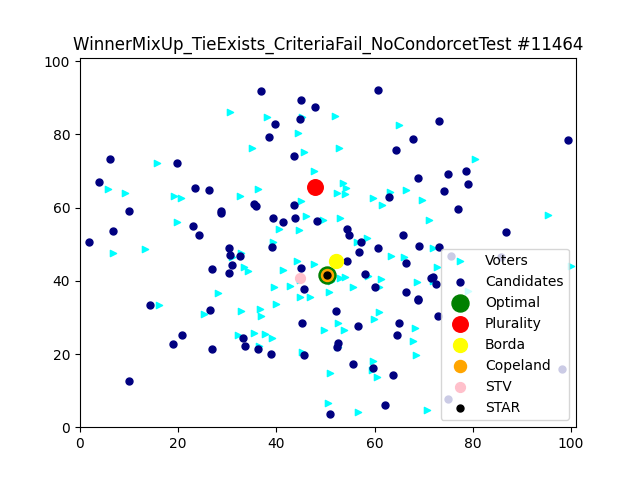 WinnerMixUp_TieExists_CriteriaFail_NoCondorcetTest #11464
100
80
60
40
20
0
0 20 40 60 80 100
Voters
Candidates
Optimal
Plurality
Borda
Copeland
STV
STAR